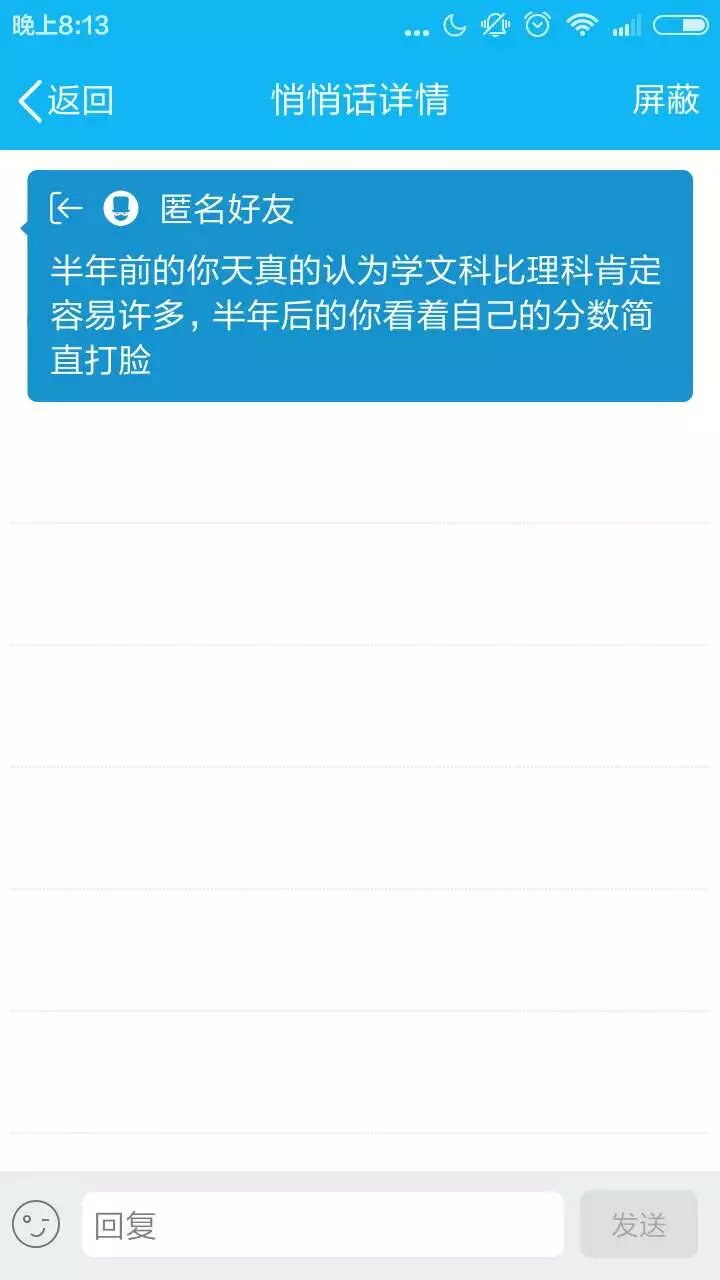 晚上8:13
返回
悄悄话详情
屏蔽
匿名好友
半年前的你天真的认为学文科比理科肯定
容易许多，半年后的你看着自己的分数简
直打脸
回复
发送